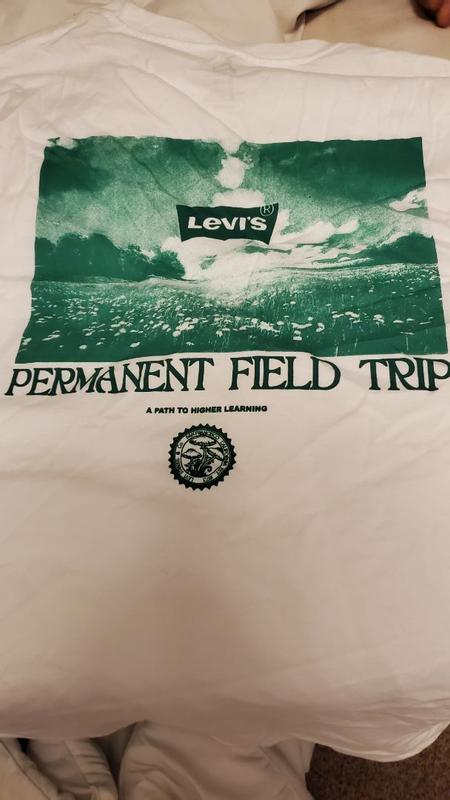 Levi's®
PERMANENT FIELD TRIP
A PATH TO HIGHER LEARNING